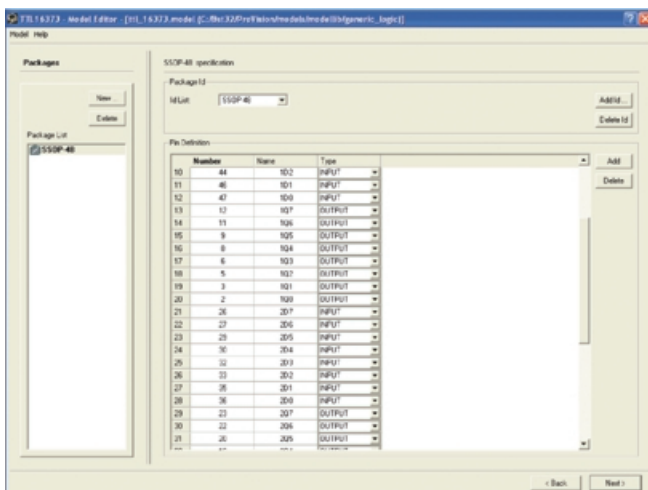 TTL16373 - Model Editor - [ttl_16373.model (C:/flist32/PreVision/models/modellib/generic_logic)]
Model Help
Packages
New ...
Delete
Package List
SSOP-48
SSOP-48 specification
Package Id
Id List SSOP-48
Add Id...
Delete Id
Pin Definition
Number Name Type
Add
Delete
10 44 1D2 INPUT
11 46 1D1 INPUT
12 47 1D0 INPUT
13 12 1Q7 OUTPUT
14 11 1Q6 OUTPUT
15 9 1Q5 OUTPUT
16 8 1Q4 OUTPUT
17 6 1Q3 OUTPUT
18 5 1Q2 OUTPUT
19 3 1Q1 OUTPUT
20 2 1Q0 OUTPUT
21 26 2D7 INPUT
22 27 2D6 INPUT
23 29 2D5 INPUT
24 30 2D4 INPUT
25 32 2D3 INPUT
26 33 2D2 INPUT
27 35 2D1 INPUT
28 36 2D0 INPUT
29 23 2Q7 OUTPUT
30 22 2Q6 OUTPUT
31 20 2Q5 OUTPUT
< Back
Next >